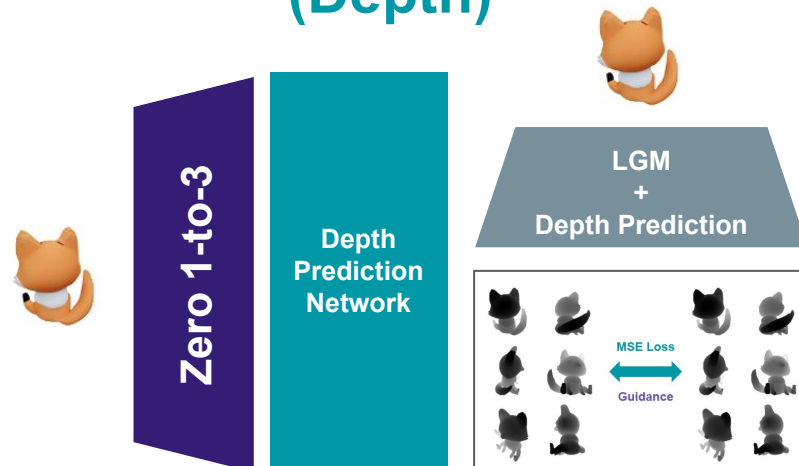 (Depth)
Zero 1-to-3
Depth
Prediction
Network
LGM
+
Depth Prediction
MSE Loss
Guidance